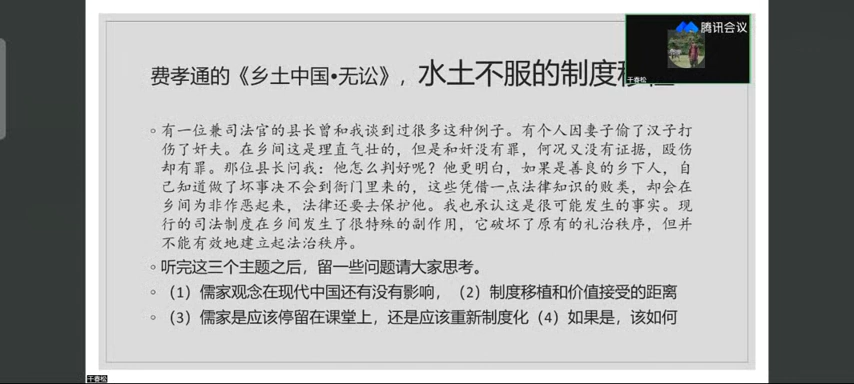 腾讯会议
干春松
费孝通的《乡土中国•无讼》，水土不服的制度移植
有一位兼司法官的县长曾和我谈到过很多这种例子。有个人因妻子偷了汉子打
伤了奸夫。在乡间这是理直气壮的，但是和奸没有罪，何况又没有证据，殴伤
却有罪。那位县长问我：他怎么判好呢？他更明白，如果是善良的乡下人，自
己知道做了坏事决不会到衙门里来的，这些凭借一点法律知识的败类，却会在
乡间为非作恶起来，法律还要去保护他。我也承认这是很可能发生的事实。现
行的司法制度在乡间发生了很特殊的副作用，它破坏了原有的礼治秩序，但并
不能有效地建立起法治秩序。
听完这三个主题之后，留一些问题请大家思考。
（1）儒家观念在现代中国还有没有影响，（2）制度移植和价值接受的距离
（3）儒家是应该停留在课堂上，还是应该重新制度化（4）如果是，该如何
干春松